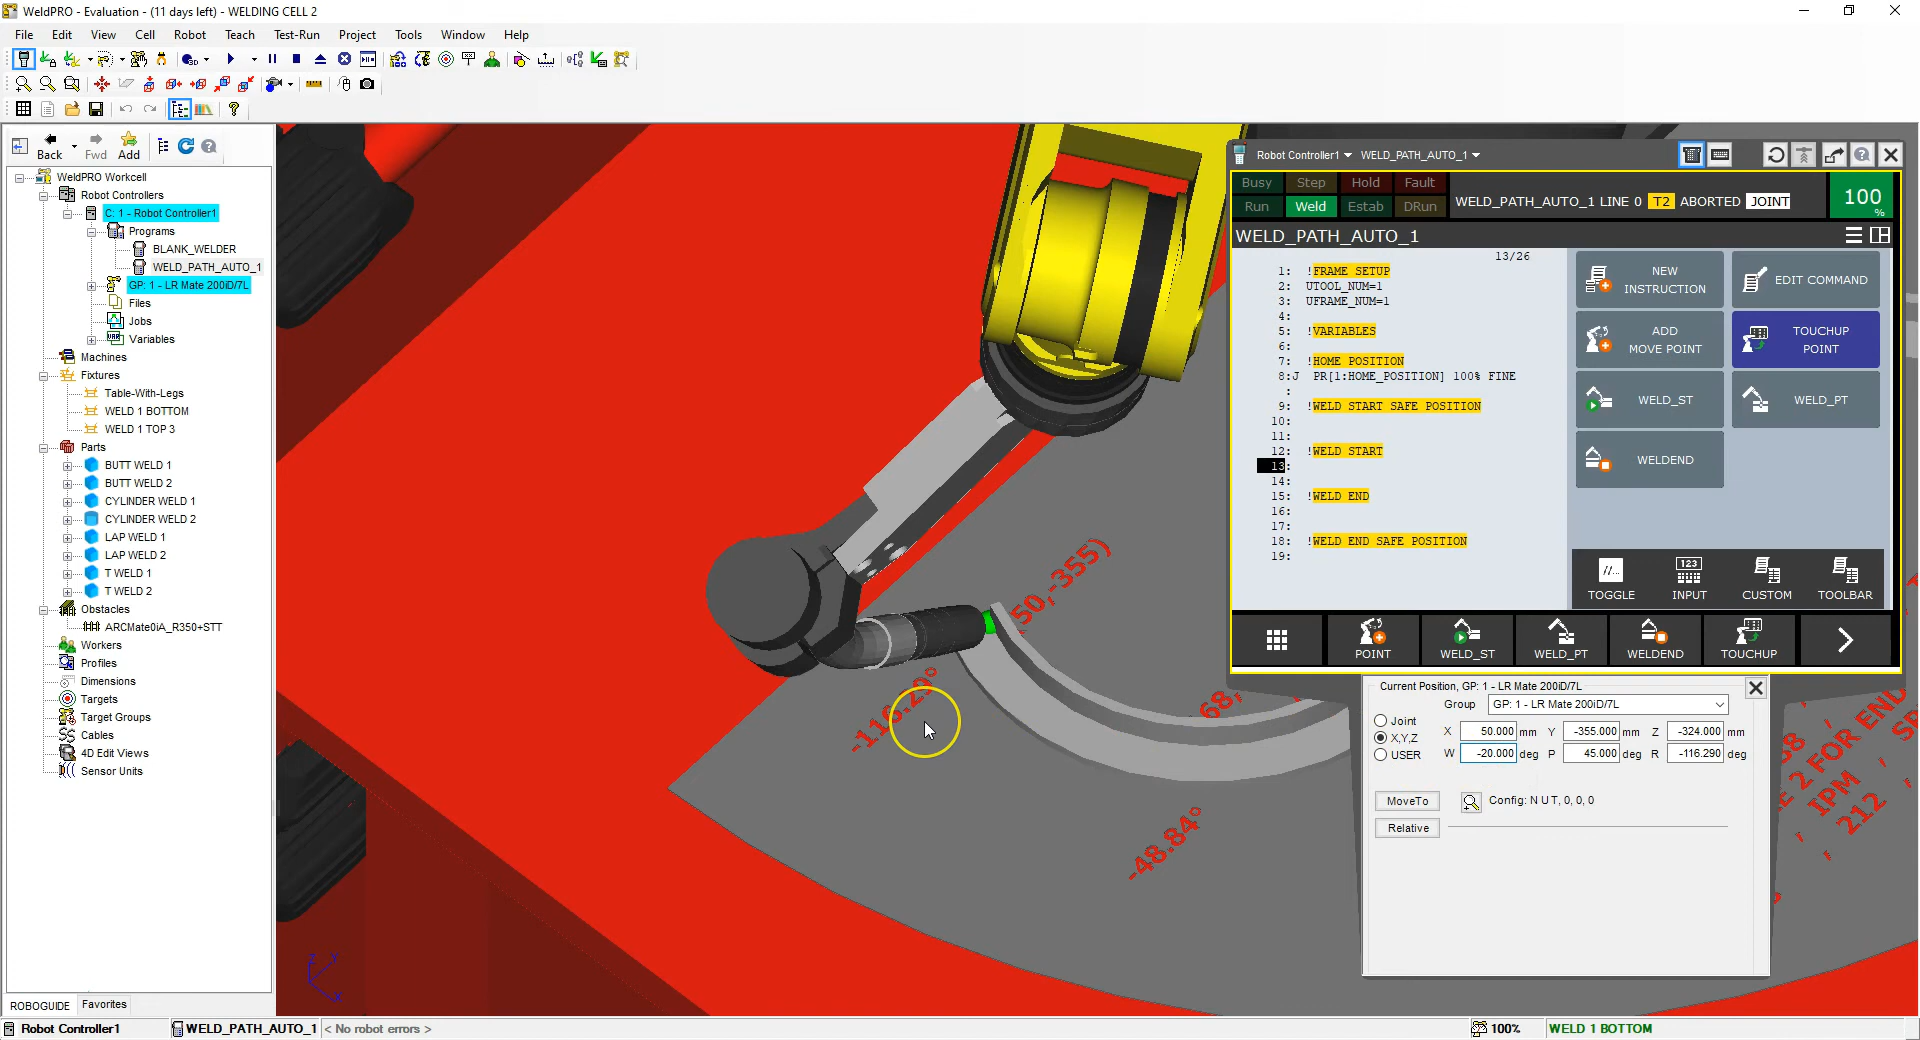 WeldPRO - Evaluation - (11 days left) - WELDING CELL 2
File Edit View Cell Robot Teach Test-Run Project Tools Window Help
Back Fwd Add
WeldPRO Workcell
Robot Controllers
C: 1 - Robot Controller1
Programs
BLANK_WELDER
WELD_PATH_AUTO_1
GP: 1 - LR Mate 200iD/7L
Files
Jobs
Variables
Machines
Fixtures
Table-With-Legs
WELD 1 BOTTOM
WELD 1 TOP 3
Parts
BUTT WELD 1
BUTT WELD 2
CYLINDER WELD 1
CYLINDER WELD 2
LAP WELD 1
LAP WELD 2
T WELD 1
T WELD 2
Obstacles
ARCMate0iA_R350+STT
Workers
Profiles
Dimensions
Targets
Target Groups
Cables
4D Edit Views
Sensor Units
ROBOGUIDE Favorites
Robot Controller1 WELD_PATH_AUTO_1 < No robot errors > 100% WELD 1 BOTTOM
50,-355)
-116.29°
68,
-48.84°
2 FOR END
IPM
212
Robot Controller1 WELD_PATH_AUTO_1
Busy Step Hold Fault
Run Weld Estab DRun
WELD_PATH_AUTO_1 LINE 0 T2 ABORTED JOINT
100 %
WELD_PATH_AUTO_1
13/26
1: !FRAME SETUP
2: UTOOL_NUM=1
3: UFRAME_NUM=1
4:
5: !VARIABLES
6:
7: !HOME POSITION
8:J PR[1:HOME_POSITION] 100% FINE
:
9: !WELD START SAFE POSITION
10:
11:
12: !WELD START
13:
14:
15: !WELD END
16:
17:
18: !WELD END SAFE POSITION
19:
NEW INSTRUCTION
EDIT COMMAND
ADD MOVE POINT
TOUCHUP POINT
WELD_ST
WELD_PT
WELDEND
//... 123
TOGGLE INPUT CUSTOM TOOLBAR
POINT WELD_ST WELD_PT WELDEND TOUCHUP
Current Position, GP: 1 - LR Mate 200iD/7L
Group GP: 1 - LR Mate 200iD/7L
Joint
X,Y,Z
USER
X 50.000 mm Y -355.000 mm Z -324.000 mm
W -20.000 deg P 45.000 deg R -116.290 deg
MoveTo Config: N U T, 0, 0, 0
Relative